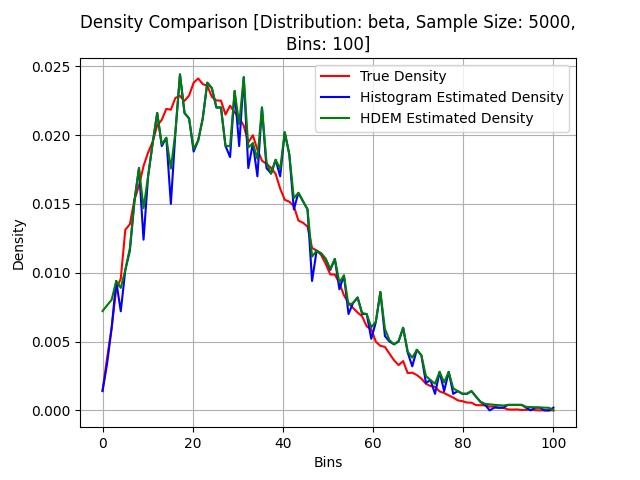 Density Comparison [Distribution: beta, Sample Size: 5000,
Bins: 100]
True Density
Histogram Estimated Density
HDEM Estimated Density
Density
0.025
0.020
0.015
0.010
0.005
0.000
0
20
40
60
80
100
Bins